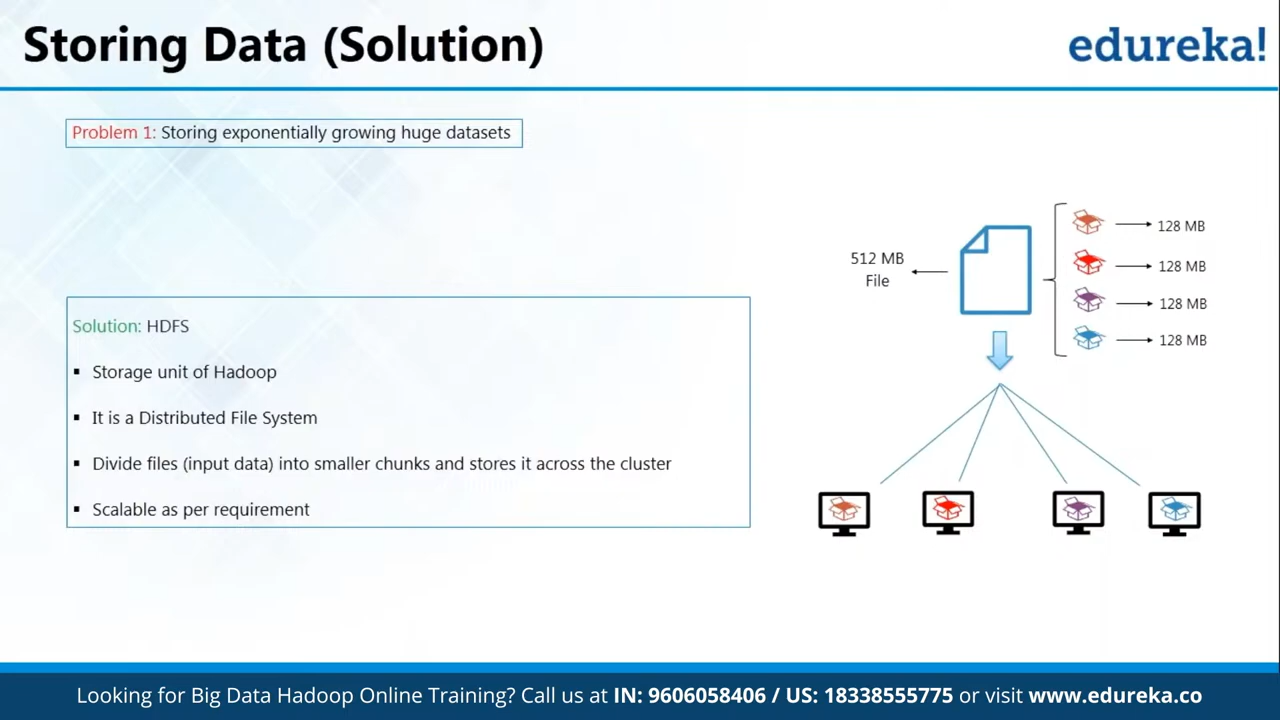 Storing Data (Solution)
edureka!
Problem 1: Storing exponentially growing huge datasets
Solution: HDFS
▪ Storage unit of Hadoop
▪ It is a Distributed File System
▪ Divide files (input data) into smaller chunks and stores it across the cluster
▪ Scalable as per requirement
512 MB
File
128 MB
128 MB
128 MB
128 MB
Looking for Big Data Hadoop Online Training? Call us at IN: 9606058406 / US: 18338555775 or visit www.edureka.co